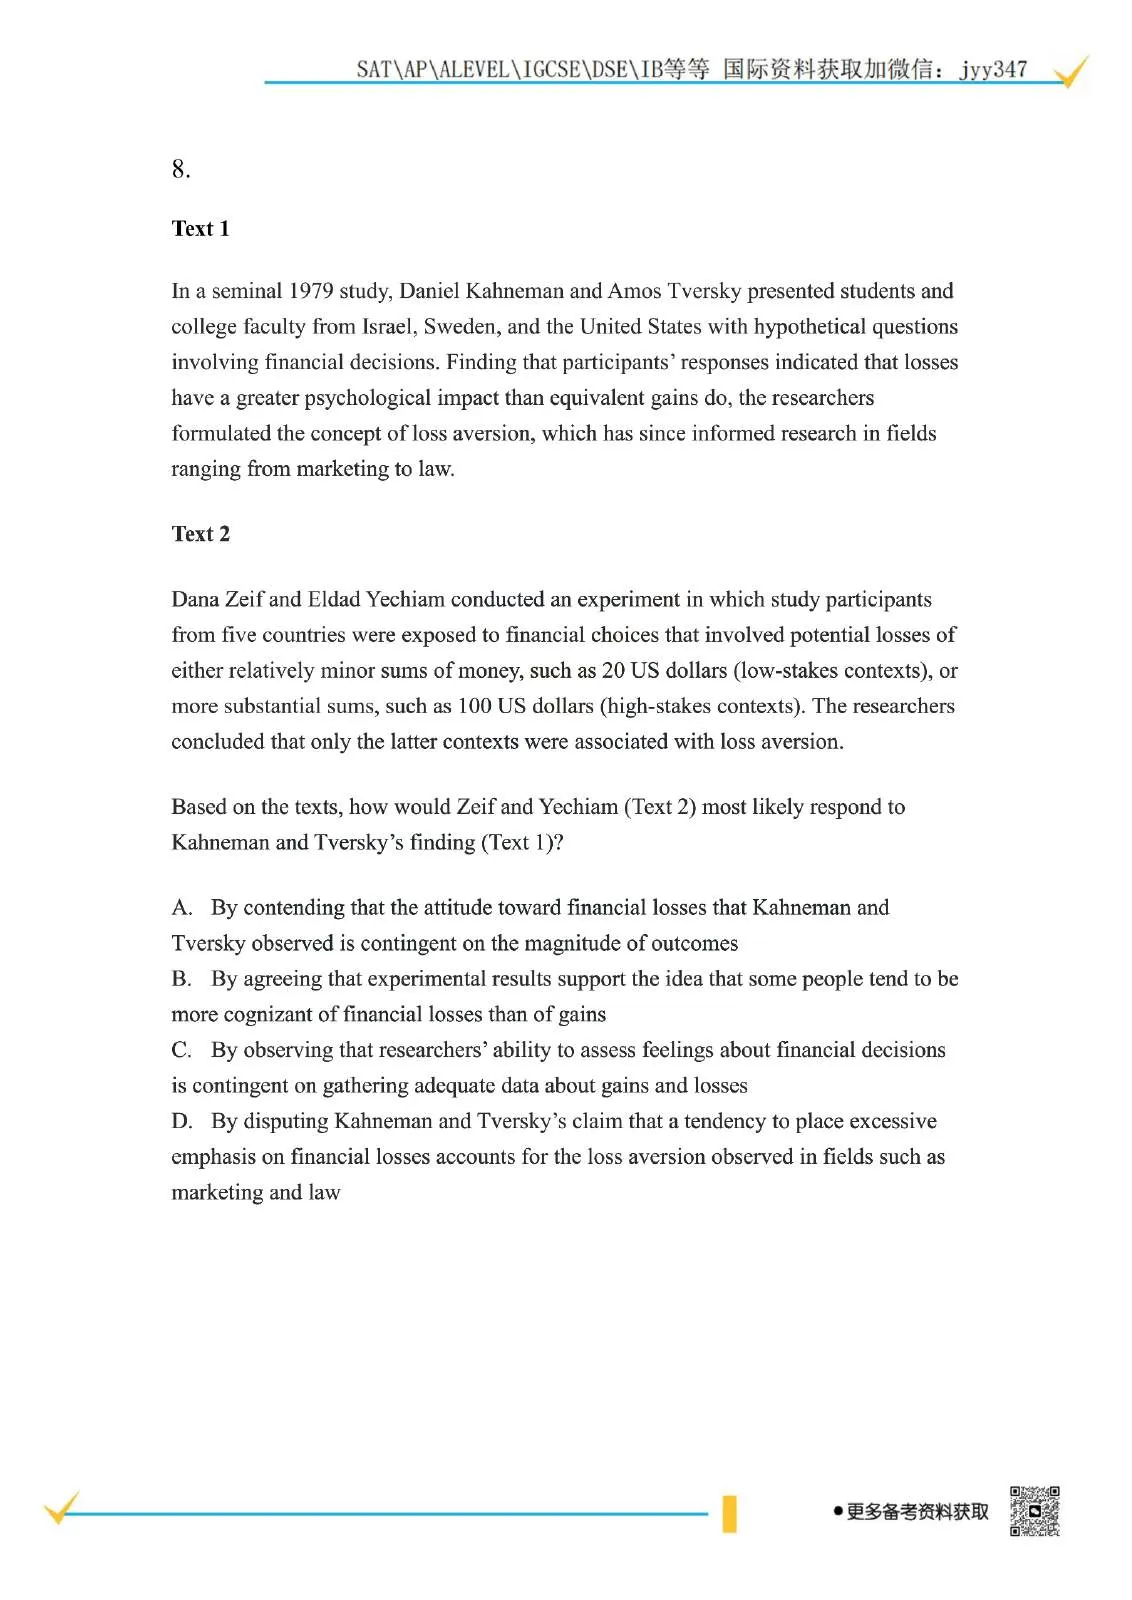 SAT\AP\ALEVEL\IGCSE\DSE\IB等等 国际资料获取加微信：jyy347
8.
Text 1
In a seminal 1979 study, Daniel Kahneman and Amos Tversky presented students and
college faculty from Israel, Sweden, and the United States with hypothetical questions
involving financial decisions. Finding that participants’ responses indicated that losses
have a greater psychological impact than equivalent gains do, the researchers
formulated the concept of loss aversion, which has since informed research in fields
ranging from marketing to law.
Text 2
Dana Zeif and Eldad Yechiam conducted an experiment in which study participants
from five countries were exposed to financial choices that involved potential losses of
either relatively minor sums of money, such as 20 US dollars (low-stakes contexts), or
more substantial sums, such as 100 US dollars (high-stakes contexts). The researchers
concluded that only the latter contexts were associated with loss aversion.
Based on the texts, how would Zeif and Yechiam (Text 2) most likely respond to
Kahneman and Tversky’s finding (Text 1)?
A. By contending that the attitude toward financial losses that Kahneman and
Tversky observed is contingent on the magnitude of outcomes
B. By agreeing that experimental results support the idea that some people tend to be
more cognizant of financial losses than of gains
C. By observing that researchers’ ability to assess feelings about financial decisions
is contingent on gathering adequate data about gains and losses
D. By disputing Kahneman and Tversky’s claim that a tendency to place excessive
emphasis on financial losses accounts for the loss aversion observed in fields such as
marketing and law
●更多备考资料获取